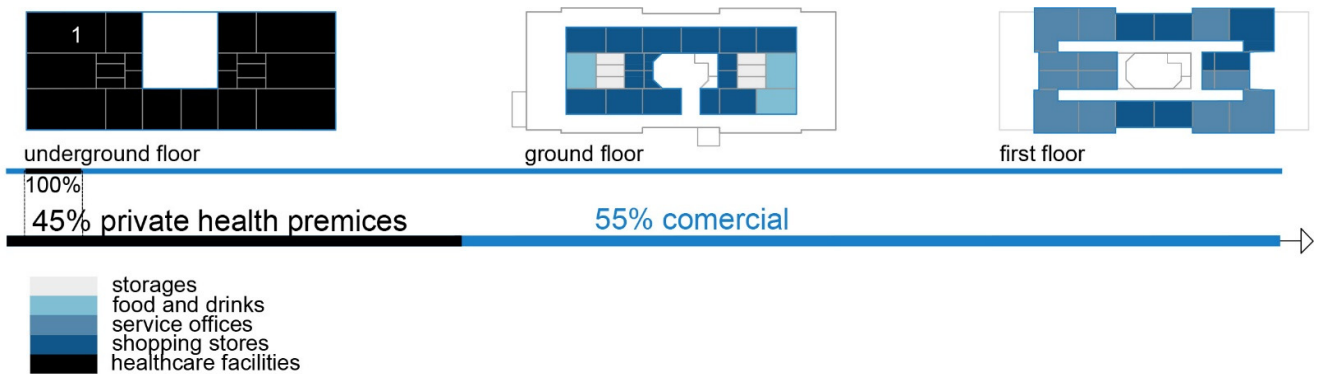 1
underground floor
ground floor
first floor
100%
45% private health premices
55% comercial
storages
food and drinks
service offices
shopping stores
healthcare facilities